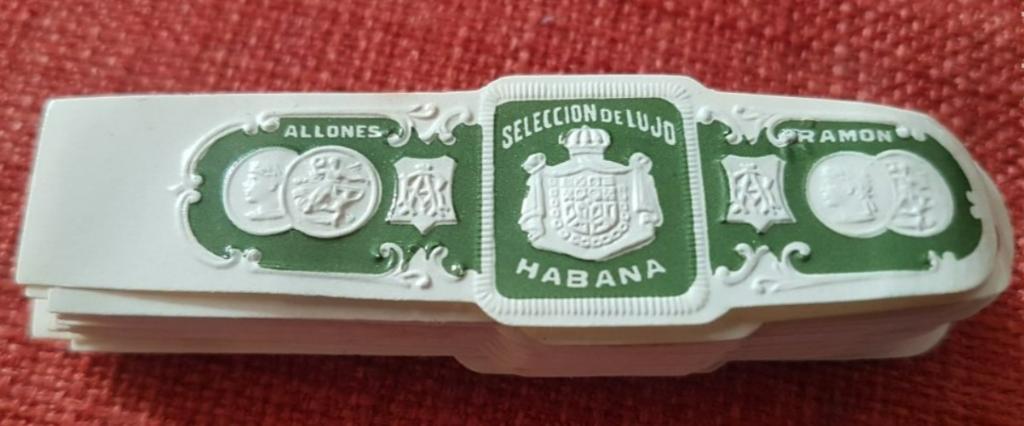 ALLONES
SELECCION DE LUJO
HABANA
RAMON